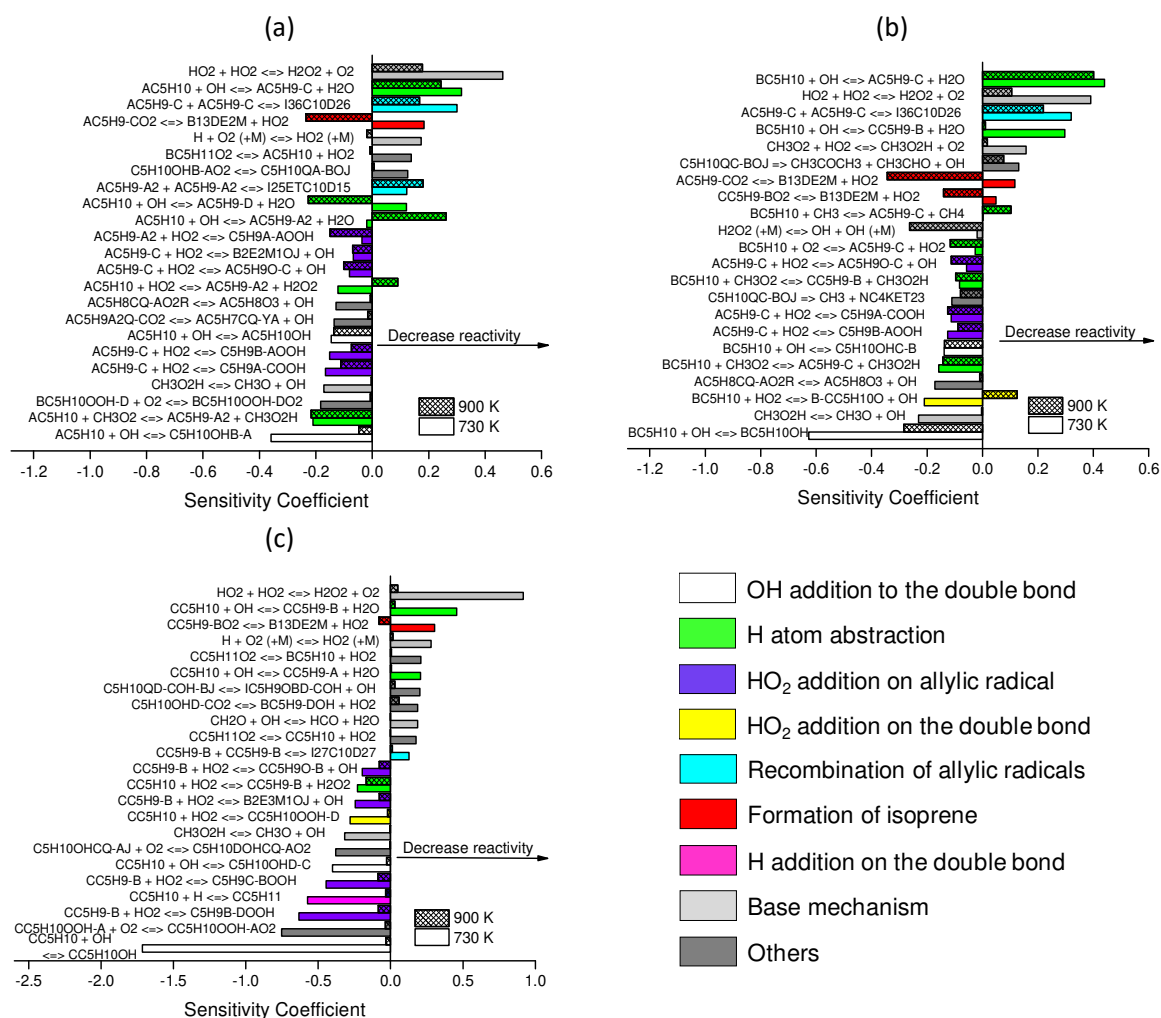 (a)
HO2 + HO2 <=> H2O2 + O2
AC5H10 + OH <=> AC5H9-C + H2O
AC5H9-C + AC5H9-C <=> I36C10D26
AC5H9-CO2 <=> B13DE2M + HO2
H + O2 (+M) <=> HO2 (+M)
BC5H11O2 <=> AC5H10 + HO2
C5H10OHB-AO2 <=> C5H10QA-BOJ
AC5H9-A2 + AC5H9-A2 <=> I25ETC10D15
AC5H10 + OH <=> AC5H9-D + H2O
AC5H10 + OH <=> AC5H9-A2 + H2O
AC5H9-A2 + HO2 <=> C5H9A-AOOH
AC5H9-C + HO2 <=> B2E2M1OJ + OH
AC5H9-C + HO2 <=> AC5H9O-C + OH
AC5H10 + HO2 <=> AC5H9-A2 + H2O2
AC5H8CQ-AO2R <=> AC5H8O3 + OH
AC5H9A2Q-CO2 <=> AC5H7CQ-YA + OH
AC5H10 + OH <=> AC5H10OH
AC5H9-C + HO2 <=> C5H9B-AOOH
AC5H9-C + HO2 <=> C5H9A-COOH
CH3O2H <=> CH3O + OH
BC5H10OOH-D + O2 <=> BC5H10OOH-DO2
AC5H10 + CH3O2 <=> AC5H9-A2 + CH3O2H
AC5H10 + OH <=> C5H10OHB-A
Decrease reactivity
900 K
730 K
-1.2 -1.0 -0.8 -0.6 -0.4 -0.2 0.0 0.2 0.4 0.6
Sensitivity Coefficient
(b)
BC5H10 + OH <=> AC5H9-C + H2O
HO2 + HO2 <=> H2O2 + O2
AC5H9-C + AC5H9-C <=> I36C10D26
BC5H10 + OH <=> CC5H9-B + H2O
CH3O2 + HO2 <=> CH3O2H + O2
C5H10QC-BOJ <=> CH3COCH3 + CH3CHO + OH
AC5H9-CO2 <=> B13DE2M + HO2
CC5H9-BO2 <=> B13DE2M + HO2
BC5H10 + CH3 <=> AC5H9-C + CH4
H2O2 (+M) <=> OH + OH (+M)
BC5H10 + O2 <=> AC5H9-C + HO2
AC5H9-C + HO2 <=> AC5H9O-C + OH
BC5H10 + CH3O2 <=> CC5H9-B + CH3O2H
C5H10QC-BOJ <=> CH3 + NC4KET23
AC5H9-C + HO2 <=> C5H9A-COOH
AC5H9-C + HO2 <=> C5H9B-AOOH
BC5H10 + OH <=> C5H10OHC-B
BC5H10 + CH3O2 <=> AC5H9-C + CH3O2H
AC5H8CQ-AO2R <=> AC5H8O3 + OH
BC5H10 + HO2 <=> B-CC5H10O + OH
CH3O2H <=> CH3O + OH
BC5H10 + OH <=> BC5H10OH
Decrease reactivity
900 K
730 K
-1.2 -1.0 -0.8 -0.6 -0.4 -0.2 0.0 0.2 0.4 0.6
Sensitivity Coefficient
(c)
HO2 + HO2 <=> H2O2 + O2
CC5H10 + OH <=> CC5H9-B + H2O
CC5H9-BO2 <=> B13DE2M + HO2
H + O2 (+M) <=> HO2 (+M)
CC5H11O2 <=> BC5H10 + HO2
CC5H10 + OH <=> CC5H9-A + H2O
C5H10QD-COH-BJ <=> IC5H9OBD-COH + OH
C5H10OHD-CO2 <=> BC5H9-DOH + HO2
CH2O + OH <=> HCO + H2O
CC5H11O2 <=> CC5H10 + HO2
CC5H9-B + CC5H9-B <=> I27C10D27
CC5H9-B + HO2 <=> CC5H9O-B + OH
CC5H10 + HO2 <=> CC5H9-B + H2O2
CC5H9-B + HO2 <=> B2E3M1OJ + OH
CC5H10 + HO2 <=> CC5H10OOH-D
CH3O2H <=> CH3O + OH
C5H10OHCQ-AJ + O2 <=> C5H10DOHCQ-AO2
CC5H10 + OH <=> C5H10OHD-C
CC5H9-B + HO2 <=> C5H9C-BOOH
CC5H10 + H <=> CC5H11
CC5H9-B + HO2 <=> C5H9B-DOOH
CC5H10OOH-A + O2 <=> CC5H10OOH-AO2
CC5H10 + OH
<=> CC5H10OH
Decrease reactivity
900 K
730 K
-2.5 -2.0 -1.5 -1.0 -0.5 0.0 0.5 1.0
Sensitivity Coefficient
OH addition to the double bond
H atom abstraction
HO2 addition on allylic radical
HO2 addition on the double bond
Recombination of allylic radicals
Formation of isoprene
H addition on the double bond
Base mechanism
Others